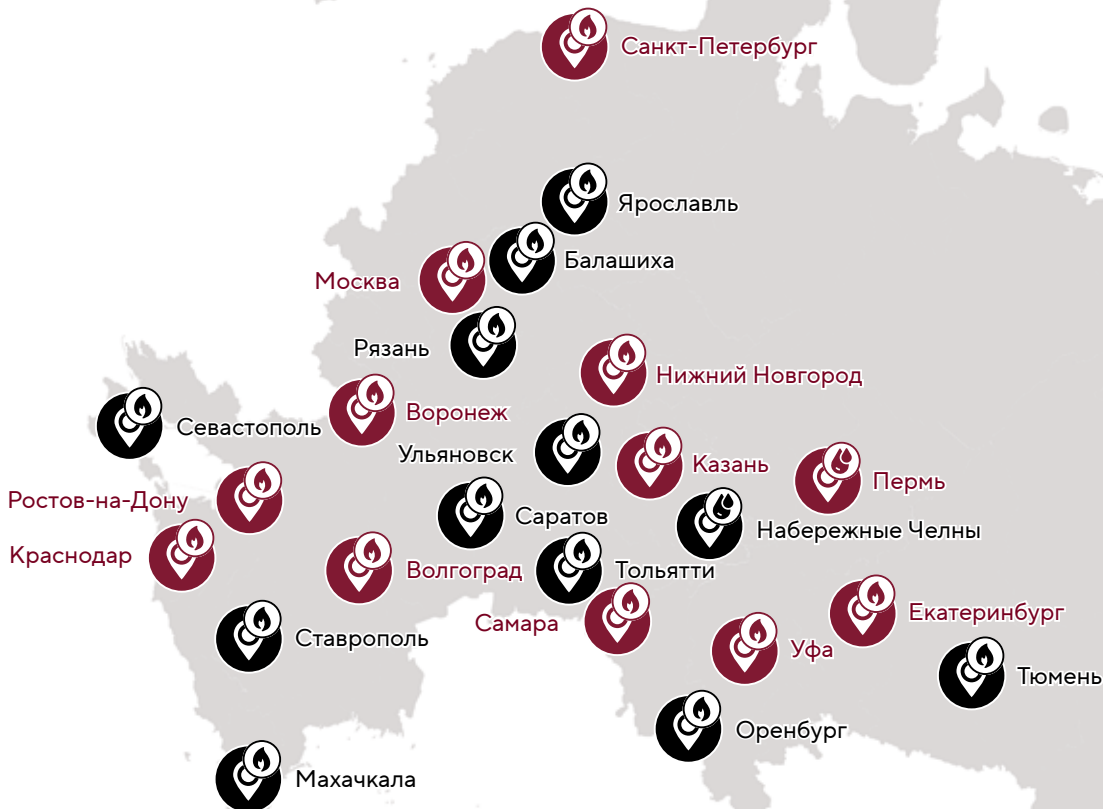 Санкт-Петербург
Ярославль
Балашиха
Москва
Рязань
Нижний Новгород
Воронеж
Севастополь
Ульяновск
Казань
Пермь
Ростов-на-Дону
Саратов
Набережные Челны
Краснодар
Волгоград
Тольятти
Екатеринбург
Самара
Ставрополь
Уфа
Тюмень
Оренбург
Махачкала